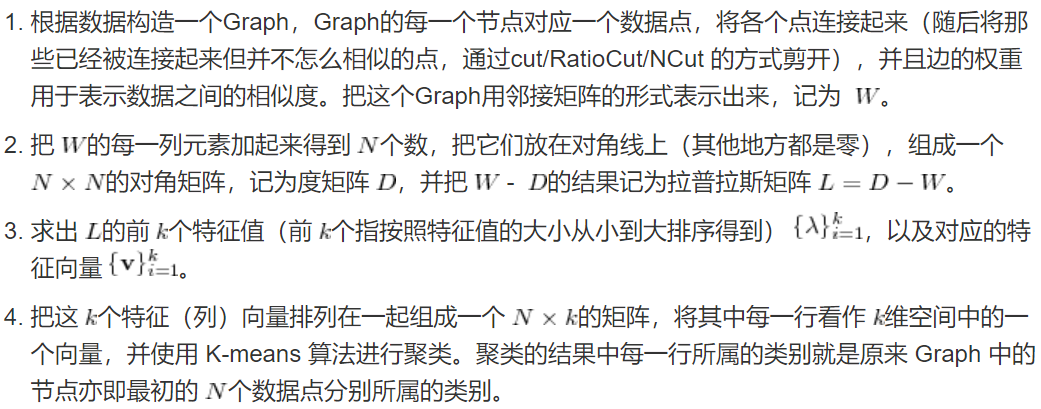 1. 根据数据构造一个Graph，Graph的每一个节点对应一个数据点，将各个点连接起来（随后将那
些已经被连接起来但并不怎么相似的点，通过cut/RatioCut/NCut 的方式剪开），并且边的权重
用于表示数据之间的相似度。把这个Graph用邻接矩阵的形式表示出来，记为 W。
2. 把 W的每一列元素加起来得到 N个数，把它们放在对角线上（其他地方都是零），组成一个
N × N的对角矩阵，记为度矩阵 D，并把 W - D的结果记为拉普拉斯矩阵 L = D − W。
3. 求出 L的前 k个特征值（前 k个指按照特征值的大小从小到大排序得到） {λ}_{i=1}^{k}，以及对应的特
征向量 {v}_{i=1}^{k}。
4. 把这 k个特征（列）向量排列在一起组成一个 N × k的矩阵，将其中每一行看作 k维空间中的一
个向量，并使用 K-means 算法进行聚类。聚类的结果中每一行所属的类别就是原来 Graph 中的
节点亦即最初的 N个数据点分别所属的类别。